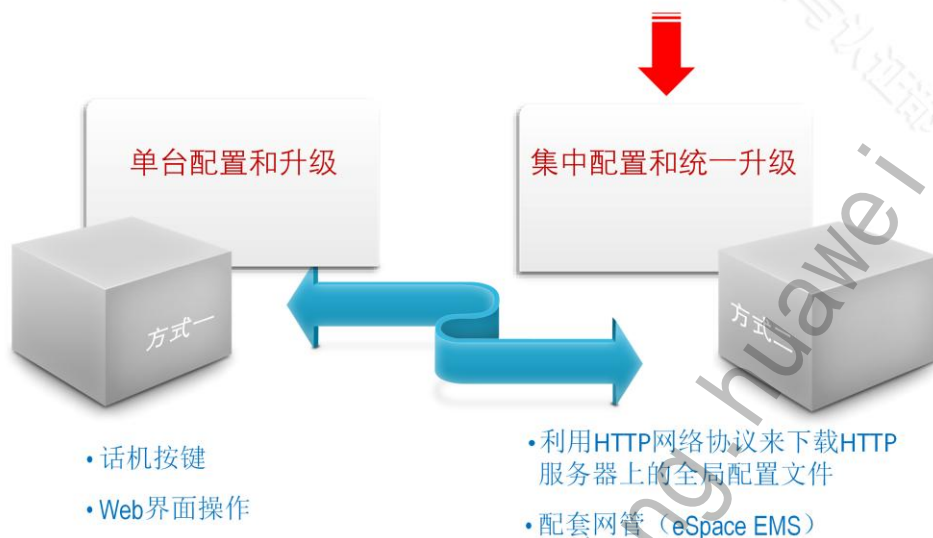 单台配置和升级
集中配置和统一升级
方式一
方式二
• 话机按键
• Web界面操作
• 利用HTTP网络协议来下载HTTP
服务器上的全局配置文件
• 配套网管（eSpace EMS）
ng.huawei